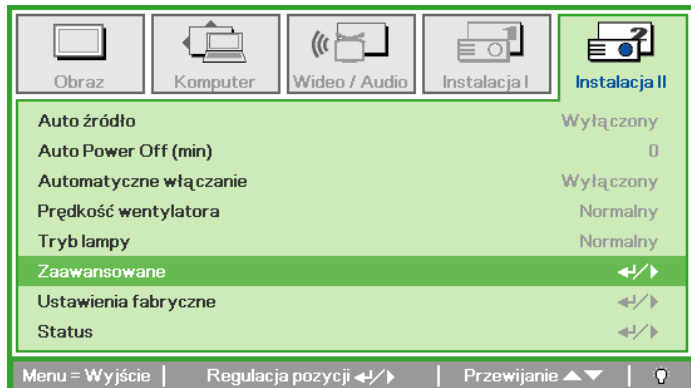 Obraz
Komputer
Wideo / Audio
Instalacja I
2
Instalacja II
Auto źródło Wyłączony
Auto Power Off (min) 0
Automatyczne włączanie Wyłączony
Prędkość wentylatora Normalny
Tryb lampy Normalny
Zaawansowane
Ustawienia fabryczne
Status
Menu = Wyjście | Regulacja pozycji | Przewijanie |